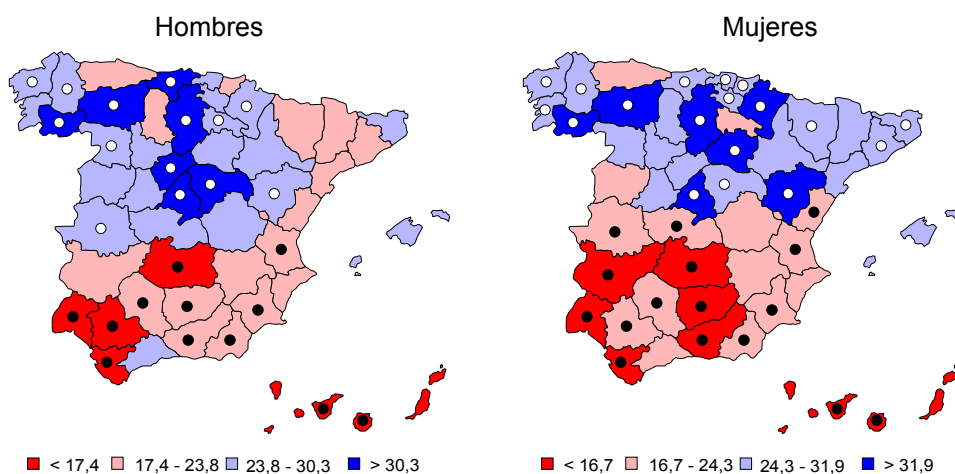 Hombres
Mujeres
< 17,4 17,4 - 23,8 23,8 - 30,3 > 30,3
< 16,7 16,7 - 24,3 24,3 - 31,9 > 31,9